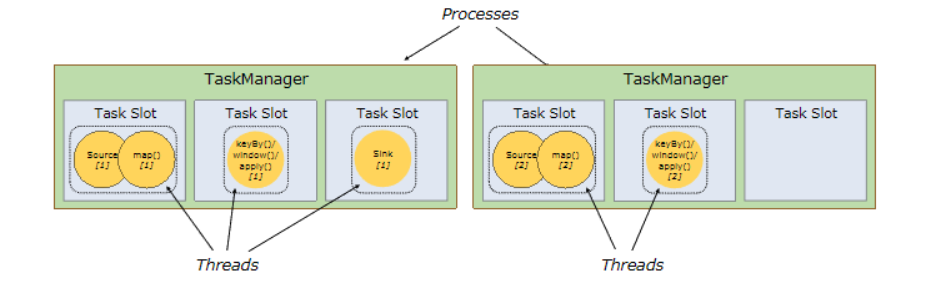 Processes
TaskManager
Task Slot
Source
[1]
map()
[1]
Task Slot
keyBy()/
window()/
apply()
[1]
Task Slot
Sink
[1]
TaskManager
Task Slot
Source
[2]
map()
[2]
Task Slot
keyBy()/
window()/
apply()
[2]
Task Slot
Threads
Threads